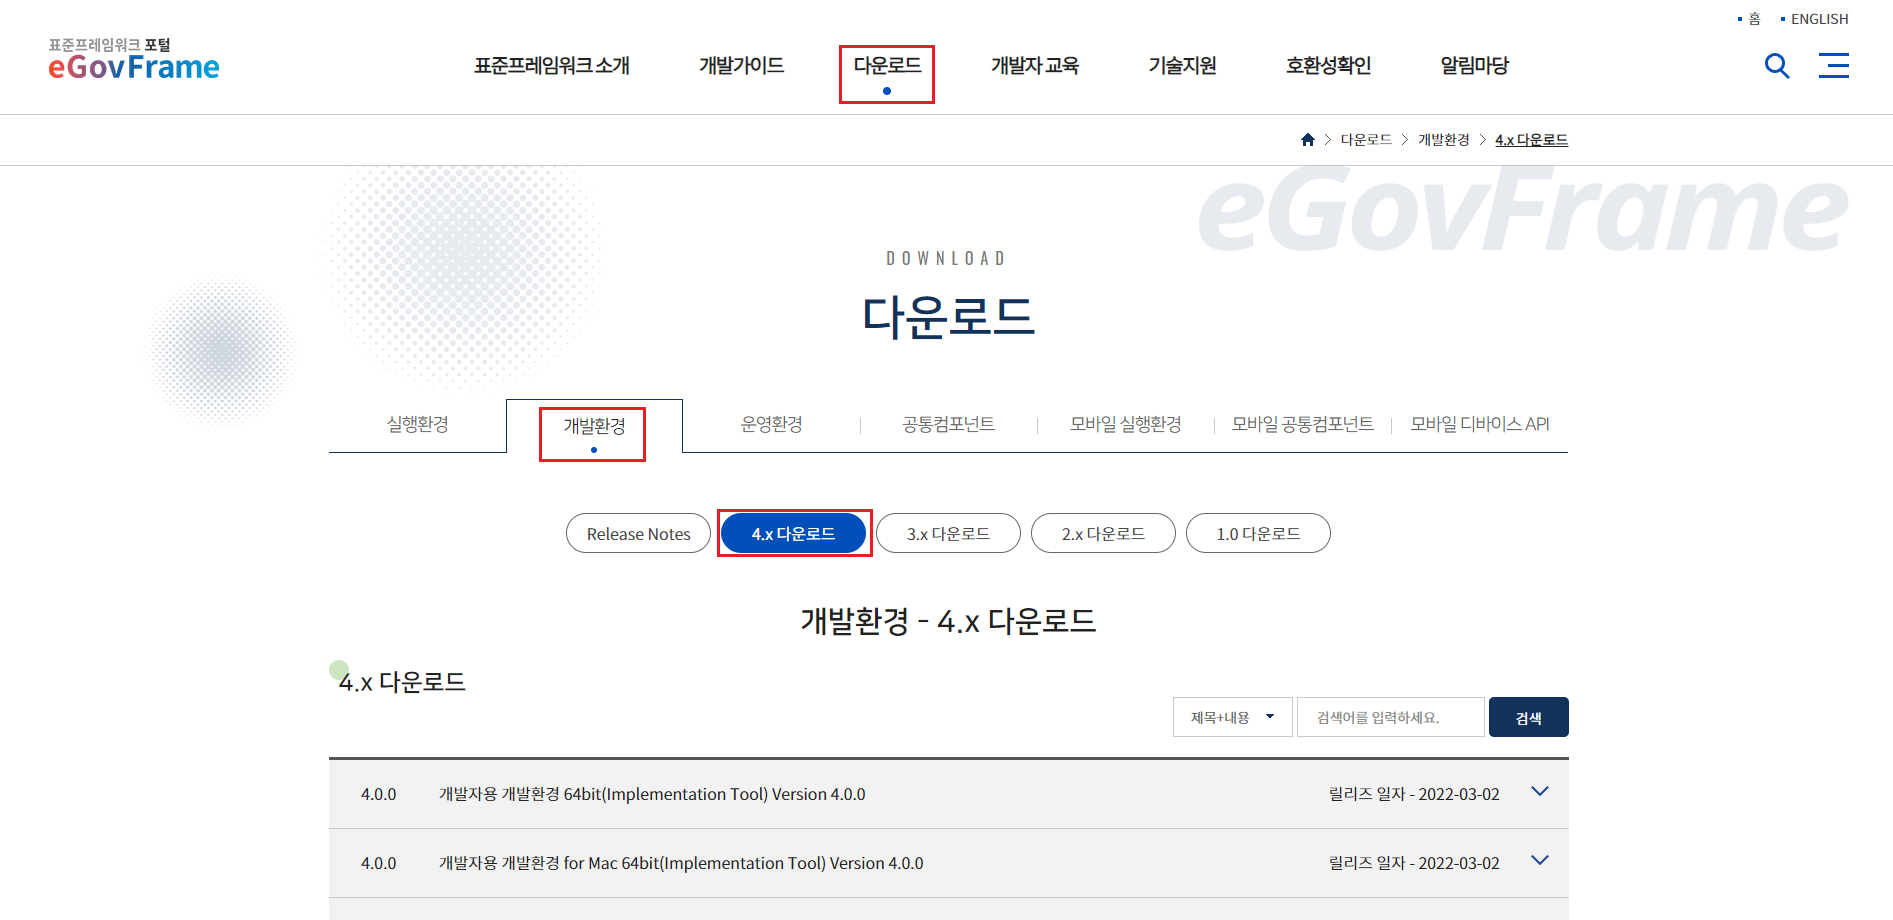 홈 ENGLISH
표준프레임워크 포털
eGovFrame
표준프레임워크 소개 개발가이드 다운로드 개발자 교육 기술지원 호환성확인 알림마당
다운로드 개발환경 4.x 다운로드
eGovFrame
DOWNLOAD
다운로드
실행환경 개발환경 운영환경 공통컴포넌트 모바일 실행환경 모바일 공통컴포넌트 모바일 디바이스 API
Release Notes 4.x 다운로드 3.x 다운로드 2.x 다운로드 1.0 다운로드
개발환경 - 4.x 다운로드
4.x 다운로드
제목+내용 검색어를 입력하세요. 검색
4.0.0 개발자용 개발환경 64bit(Implementation Tool) Version 4.0.0 릴리즈 일자 - 2022-03-02
4.0.0 개발자용 개발환경 for Mac 64bit(Implementation Tool) Version 4.0.0 릴리즈 일자 - 2022-03-02